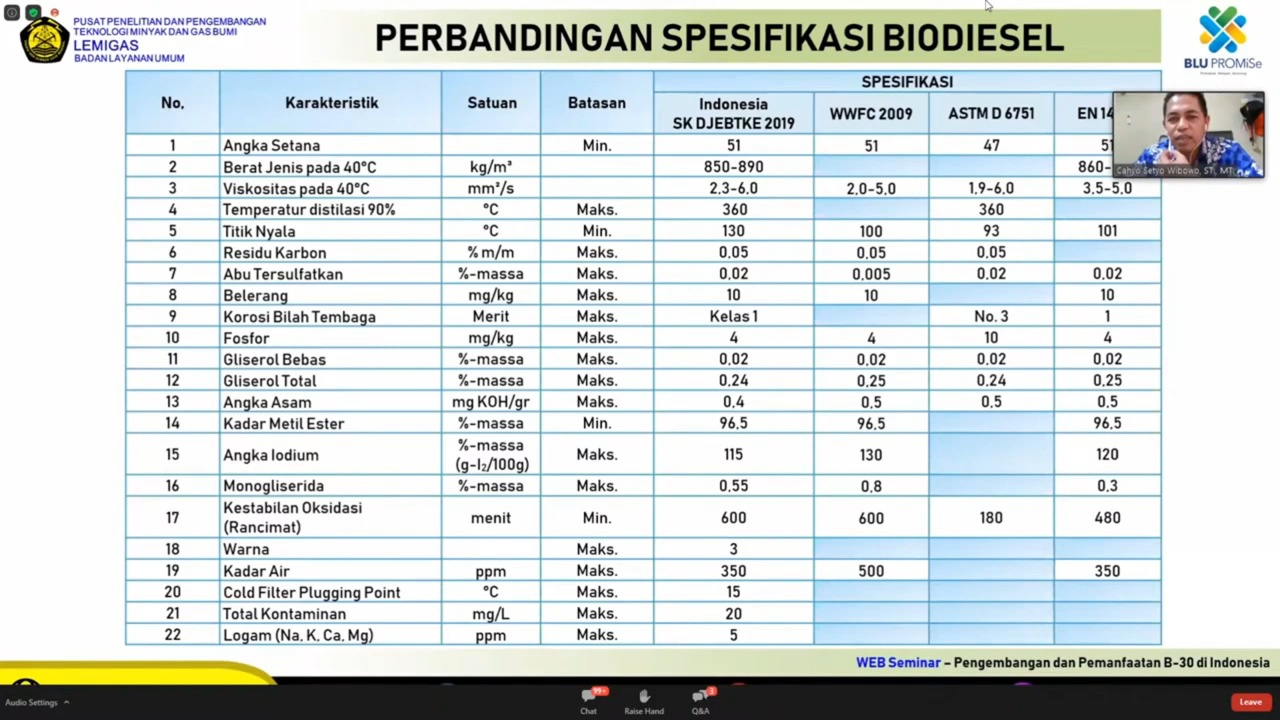 PUSAT PENELITIAN DAN PENGEMBANGAN
TEKNOLOGI MINYAK DAN GAS BUMI
LEMIGAS
BADAN LAYANAN UMUM
PERBANDINGAN SPESIFIKASI BIODIESEL
BLU PROMiSe
No. Karakteristik Satuan Batasan SPESIFIKASI
Indonesia SK DJEBTKE 2019 WWFC 2009 ASTM D 6751 EN 14
1 Angka Setana Min. 51 51 47 51
2 Berat Jenis pada 40°C kg/m³ 850-890 860-
3 Viskositas pada 40°C mm²/s 2,3-6,0 2,0-5,0 1,9-6,0 3,5-5,0
4 Temperatur distilasi 90% °C Maks. 360 360
5 Titik Nyala °C Min. 130 100 93 101
6 Residu Karbon % m/m Maks. 0,05 0,05 0,05
7 Abu Tersulfatkan %-massa Maks. 0,02 0,005 0,02 0,02
8 Belerang mg/kg Maks. 10 10 10
9 Korosi Bilah Tembaga Merit Maks. Kelas 1 No. 3 1
10 Fosfor mg/kg Maks. 4 4 10 4
11 Gliserol Bebas %-massa Maks. 0,02 0,02 0,02 0,02
12 Gliserol Total %-massa Maks. 0,24 0,25 0,24 0,25
13 Angka Asam mg KOH/gr Maks. 0,4 0,5 0,5 0,5
14 Kadar Metil Ester %-massa Min. 96,5 96,5 96,5
15 Angka Iodium %-massa (g-I₂/100g) Maks. 115 130 120
16 Monogliserida %-massa Maks. 0,55 0,8 0,3
17 Kestabilan Oksidasi (Rancimat) menit Min. 600 600 180 480
18 Warna Maks. 3
19 Kadar Air ppm Maks. 350 500 350
20 Cold Filter Plugging Point °C Maks. 15
21 Total Kontaminan mg/L Maks. 20
22 Logam (Na, K, Ca, Mg) ppm Maks. 5
Cahyo Setyo Wibowo, ST., MT.
WEB Seminar – Pengembangan dan Pemanfaatan B-30 di Indonesia
Audio Settings
99+
Chat
Raise Hand
3
Q&A
Leave